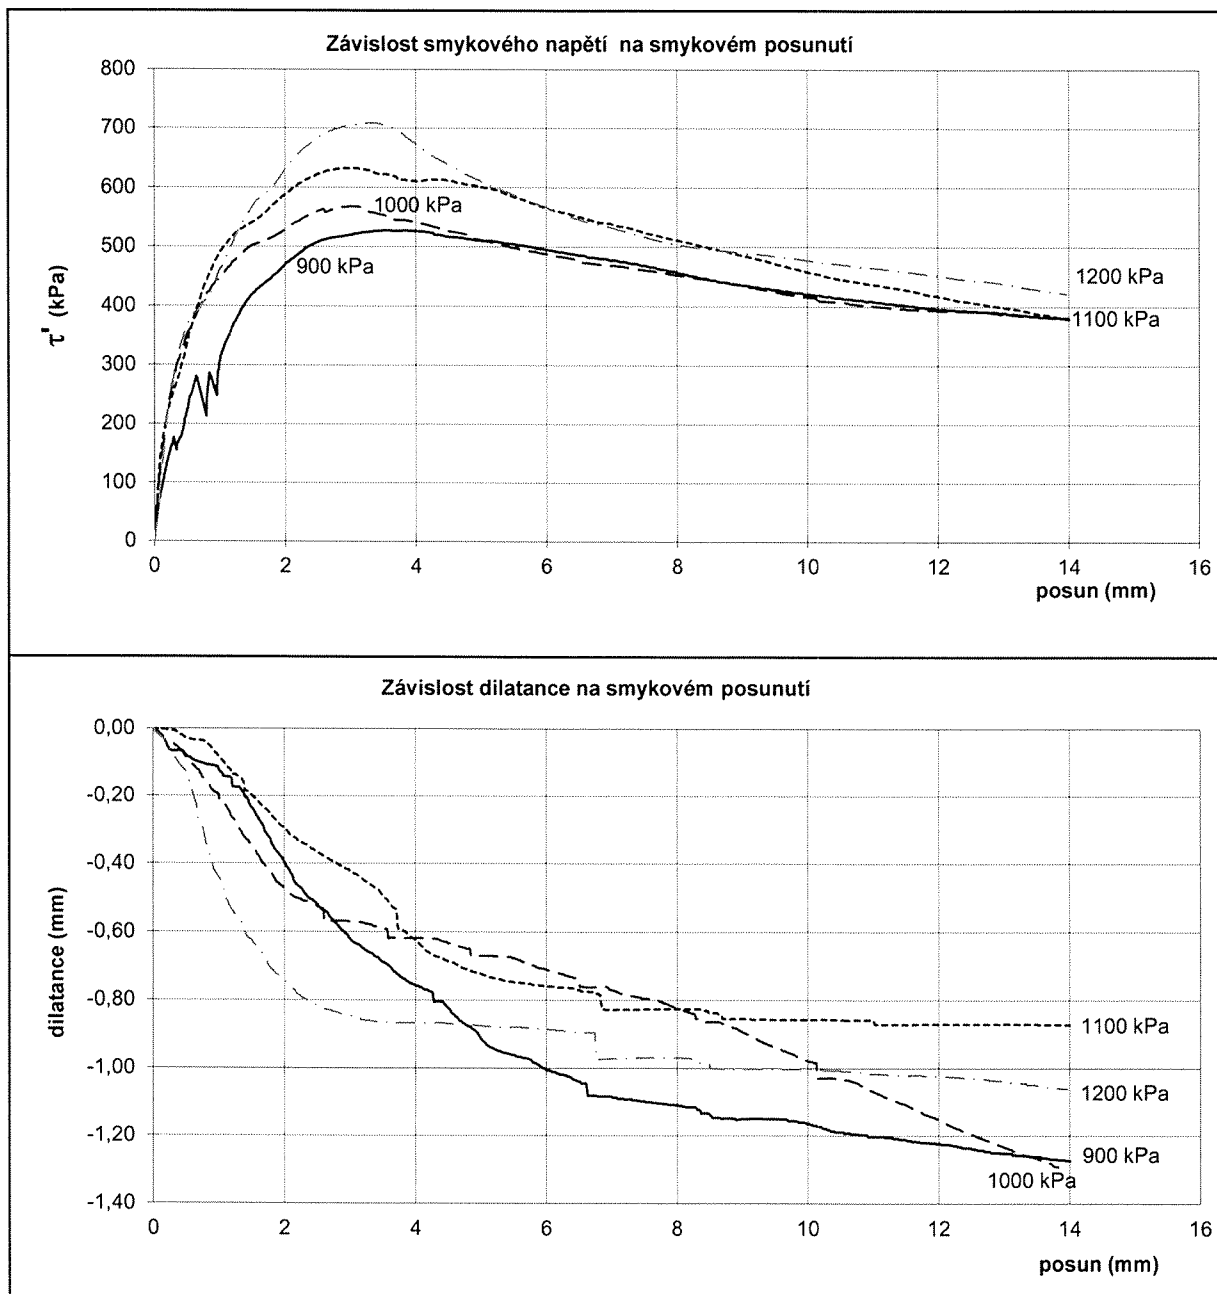 Závislost smykového napětí na smykovém posunutí
800
700
600
500
400
300
200
100
0
τ' (kPa)
1000 kPa
900 kPa
1200 kPa
1100 kPa
0 2 4 6 8 10 12 14 16
posun (mm)
Závislost dilatance na smykovém posunutí
0,00
-0,20
-0,40
-0,60
-0,80
-1,00
-1,20
-1,40
dilatance (mm)
1100 kPa
1200 kPa
900 kPa
1000 kPa
0 2 4 6 8 10 12 14 16
posun (mm)